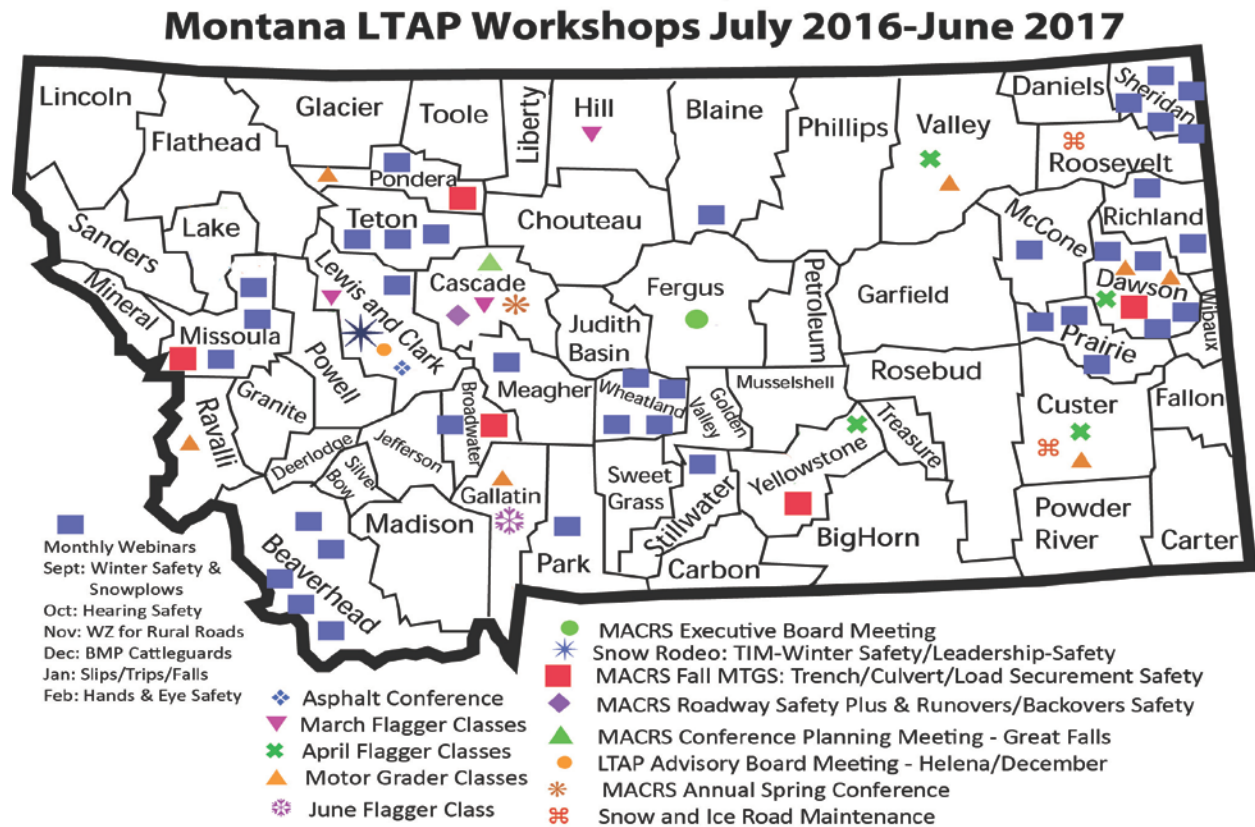 Montana LTAP Workshops July 2016-June 2017
Lincoln
Flathead
Glacier
Toole
Liberty
Hill
Blaine
Phillips
Valley
Daniels
Sheridan
Roosevelt
Pondera
Teton
Chouteau
Sanders
Lake
Mineral
Missoula
Lewis and Clark
Cascade
Judith
Basin
Fergus
Petroleum
Garfield
McCone
Richland
Dawson
Wibaux
Prairie
Powell
Granite
Ravalli
Deerlodge
Silver
Bow
Jefferson
Broadwater
Meagher
Wheatland
Golden
Valley
Musselshell
Rosebud
Treasure
Custer
Fallon
Beaverhead
Madison
Gallatin
Park
Sweet
Grass
Stillwater
Yellowstone
Carbon
BigHorn
Powder
River
Carter
Monthly Webinars
Sept: Winter Safety &
Snowplows
Oct: Hearing Safety
Nov: WZ for Rural Roads
Dec: BMP Cattleguards
Jan: Slips/Trips/Falls
Feb: Hands & Eye Safety
Asphalt Conference
March Flagger Classes
April Flagger Classes
Motor Grader Classes
June Flagger Class
MACRS Executive Board Meeting
Snow Rodeo: TIM-Winter Safety/Leadership-Safety
MACRS Fall MTGS: Trench/Culvert/Load Securement Safety
MACRS Roadway Safety Plus & Runovers/Backovers Safety
MACRS Conference Planning Meeting - Great Falls
LTAP Advisory Board Meeting - Helena/December
MACRS Annual Spring Conference
Snow and Ice Road Maintenance